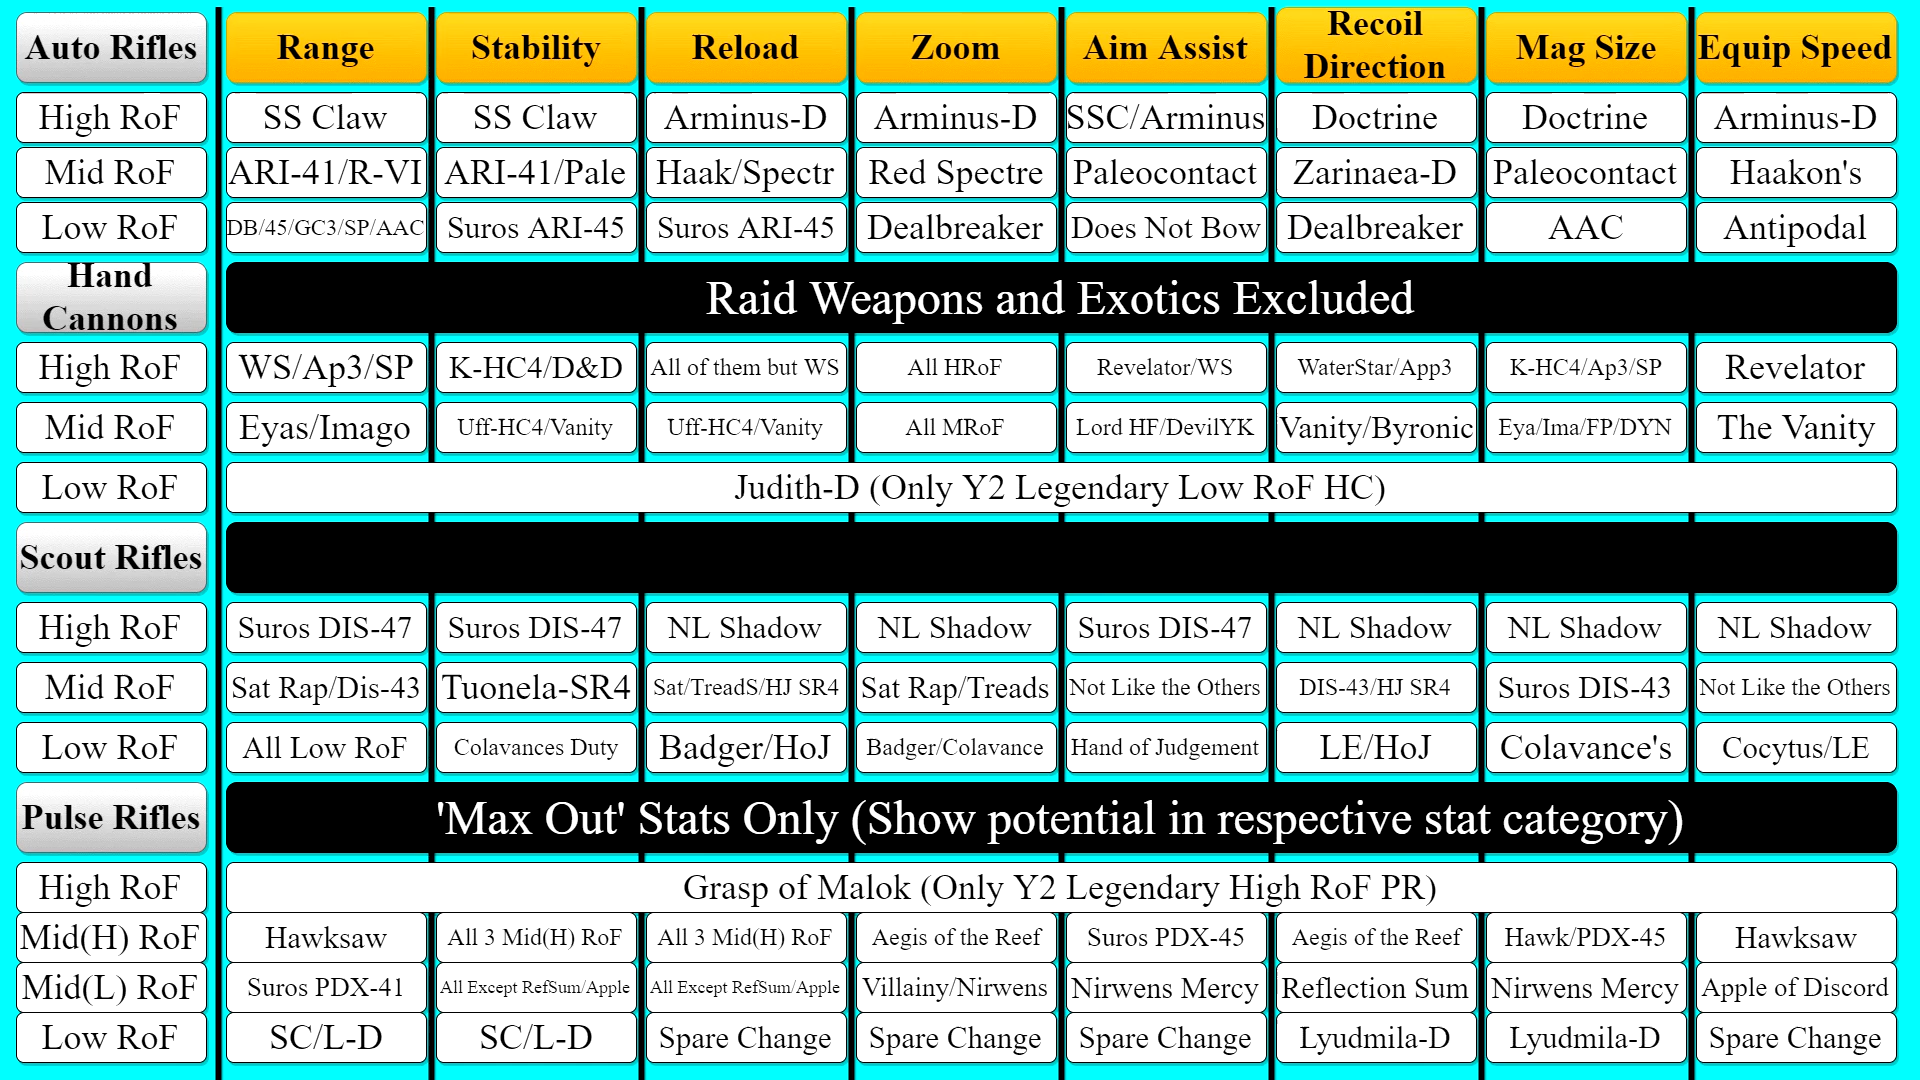 Auto Rifles Range Stability Reload Zoom Aim Assist Recoil Direction Mag Size Equip Speed
High RoF SS Claw SS Claw Arminus-D Arminus-D SSC/Arminus Doctrine Doctrine Arminus-D
Mid RoF ARI-41/R-VI ARI-41/Pale Haak/Spectr Red Spectre Paleocontact Zarinaea-D Paleocontact Haakon's
Low RoF DB/45/GC3/SP/AAC Suros ARI-45 Suros ARI-45 Dealbreaker Does Not Bow Dealbreaker AAC Antipodal
Hand Cannons Raid Weapons and Exotics Excluded
High RoF WS/Ap3/SP K-HC4/D&D All of them but WS All HRoF Revelator/WS WaterStar/App3 K-HC4/Ap3/SP Revelator
Mid RoF Eyas/Imago Uff-HC4/Vanity Uff-HC4/Vanity All MRoF Lord HF/DevilYK Vanity/Byronic Eya/Ima/FP/DYN The Vanity
Low RoF Judith-D (Only Y2 Legendary Low RoF HC)
Scout Rifles
High RoF Suros DIS-47 Suros DIS-47 NL Shadow NL Shadow Suros DIS-47 NL Shadow NL Shadow NL Shadow
Mid RoF Sat Rap/Dis-43 Tuonela-SR4 Sat/TreadS/HJ SR4 Sat Rap/Treads Not Like the Others DIS-43/HJ SR4 Suros DIS-43 Not Like the Others
Low RoF All Low RoF Colavances Duty Badger/HoJ Badger/Colavance Hand of Judgement LE/HoJ Colavance's Cocytus/LE
Pulse Rifles 'Max Out' Stats Only (Show potential in respective stat category)
High RoF Grasp of Malok (Only Y2 Legendary High RoF PR)
Mid(H) RoF Hawksaw All 3 Mid(H) RoF All 3 Mid(H) RoF Aegis of the Reef Suros PDX-45 Aegis of the Reef Hawk/PDX-45 Hawksaw
Mid(L) RoF Suros PDX-41 All Except RefSum/Apple All Except RefSum/Apple Villainy/Nirwens Nirwens Mercy Reflection Sum Nirwens Mercy Apple of Discord
Low RoF SC/L-D SC/L-D Spare Change Spare Change Spare Change Lyudmila-D Lyudmila-D Spare Change